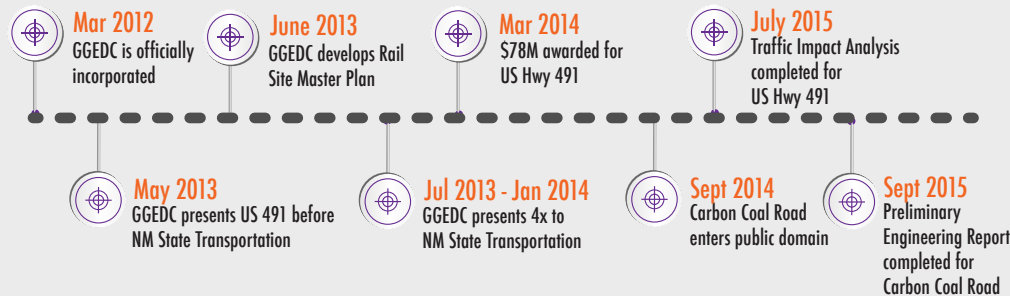 Mar 2012
GGEDC is officially
incorporated
June 2013
GGEDC develops Rail
Site Master Plan
Mar 2014
$78M awarded for
US Hwy 491
July 2015
Traffic Impact Analysis
completed for
US Hwy 491
May 2013
GGEDC presents US 491 before
NM State Transportation
Jul 2013 - Jan 2014
GGEDC presents 4x to
NM State Transportation
Sept 2014
Carbon Coal Road
enters public domain
Sept 2015
Preliminary
Engineering Report
completed for
Carbon Coal Road